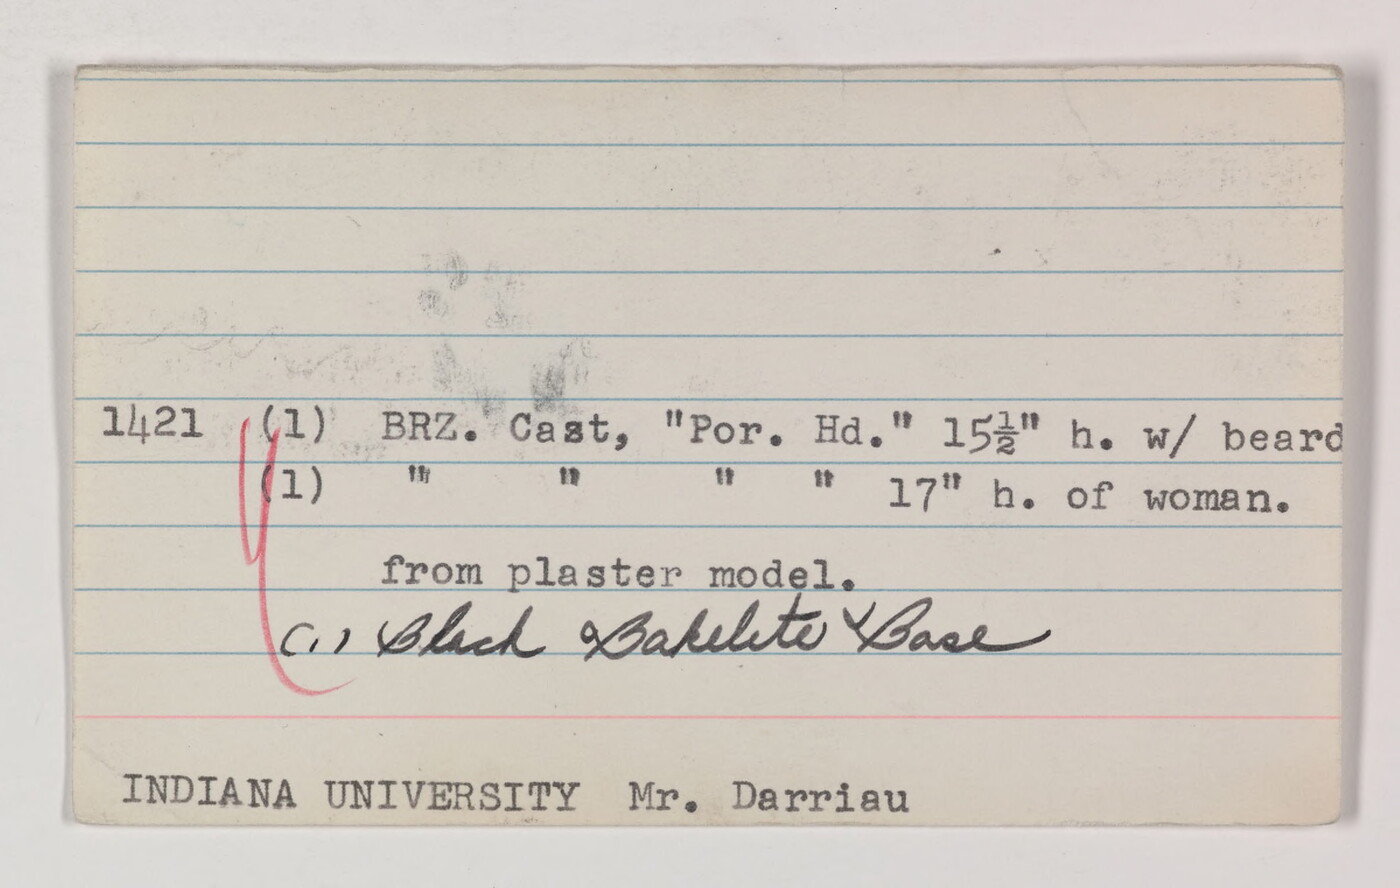 1421 (1) BRZ. Cast, "Por. Hd." 15½" h. w/ beard
(1) " " " " 17" h. of woman.
from plaster model.
(1) Black Bakelite Base
INDIANA UNIVERSITY Mr. Darriau